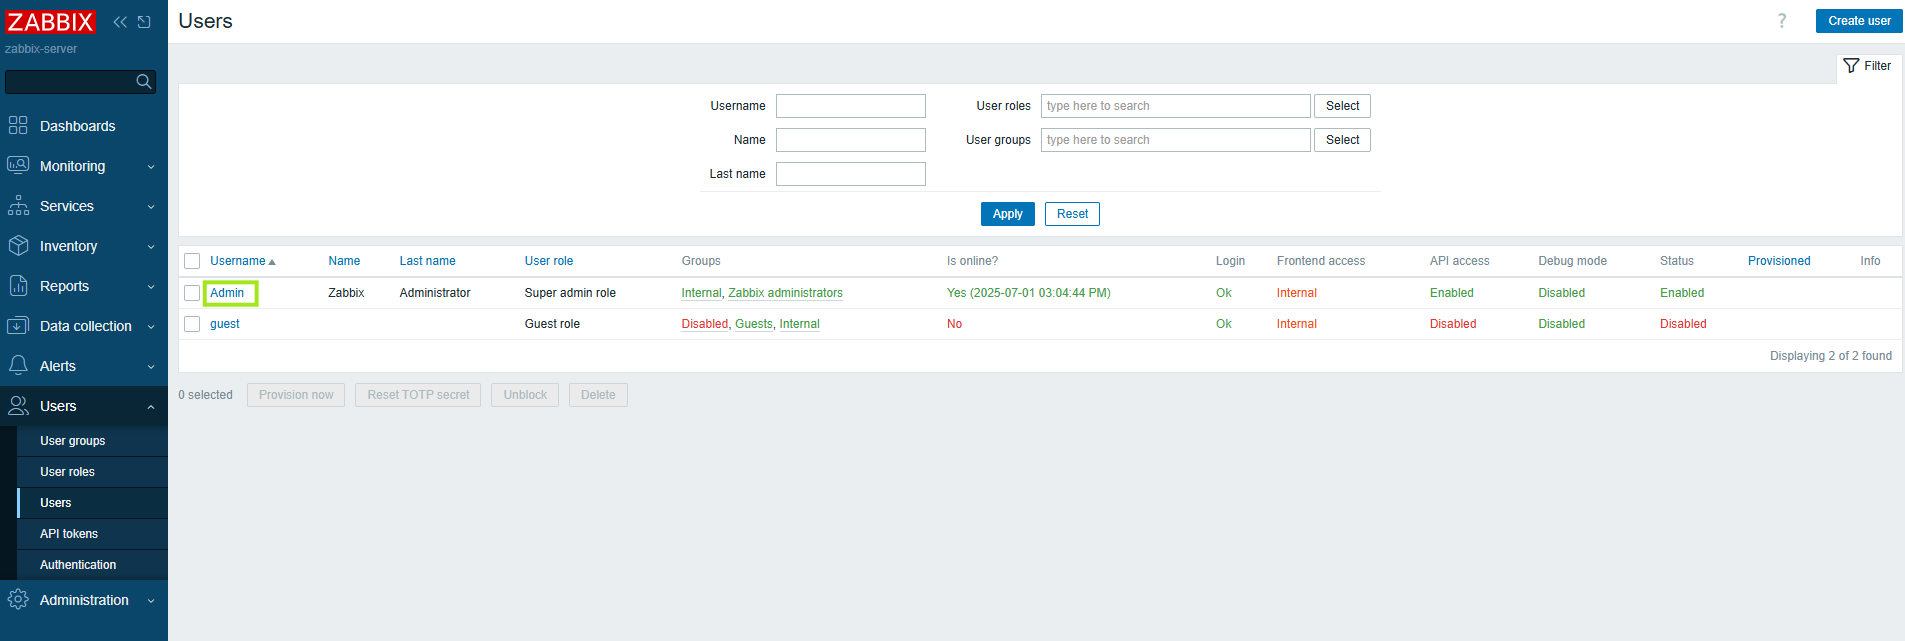 ZABBIX
zabbix-server
Dashboards
Monitoring
Services
Inventory
Reports
Data collection
Alerts
Users
User groups
User roles
Users
API tokens
Authentication
Administration
Users
? Create user
Filter
Username User roles type here to search Select
Name User groups type here to search Select
Last name
Apply Reset
Username Name Last name User role Groups Is online? Login Frontend access API access Debug mode Status Provisioned Info
Admin Zabbix Administrator Super admin role Internal, Zabbix administrators Yes (2025-07-01 03:04:44 PM) Ok Internal Enabled Disabled Enabled
guest Guest role Disabled, Guests, Internal No Ok Internal Disabled Disabled Disabled
Displaying 2 of 2 found
0 selected Provision now Reset TOTP secret Unblock Delete